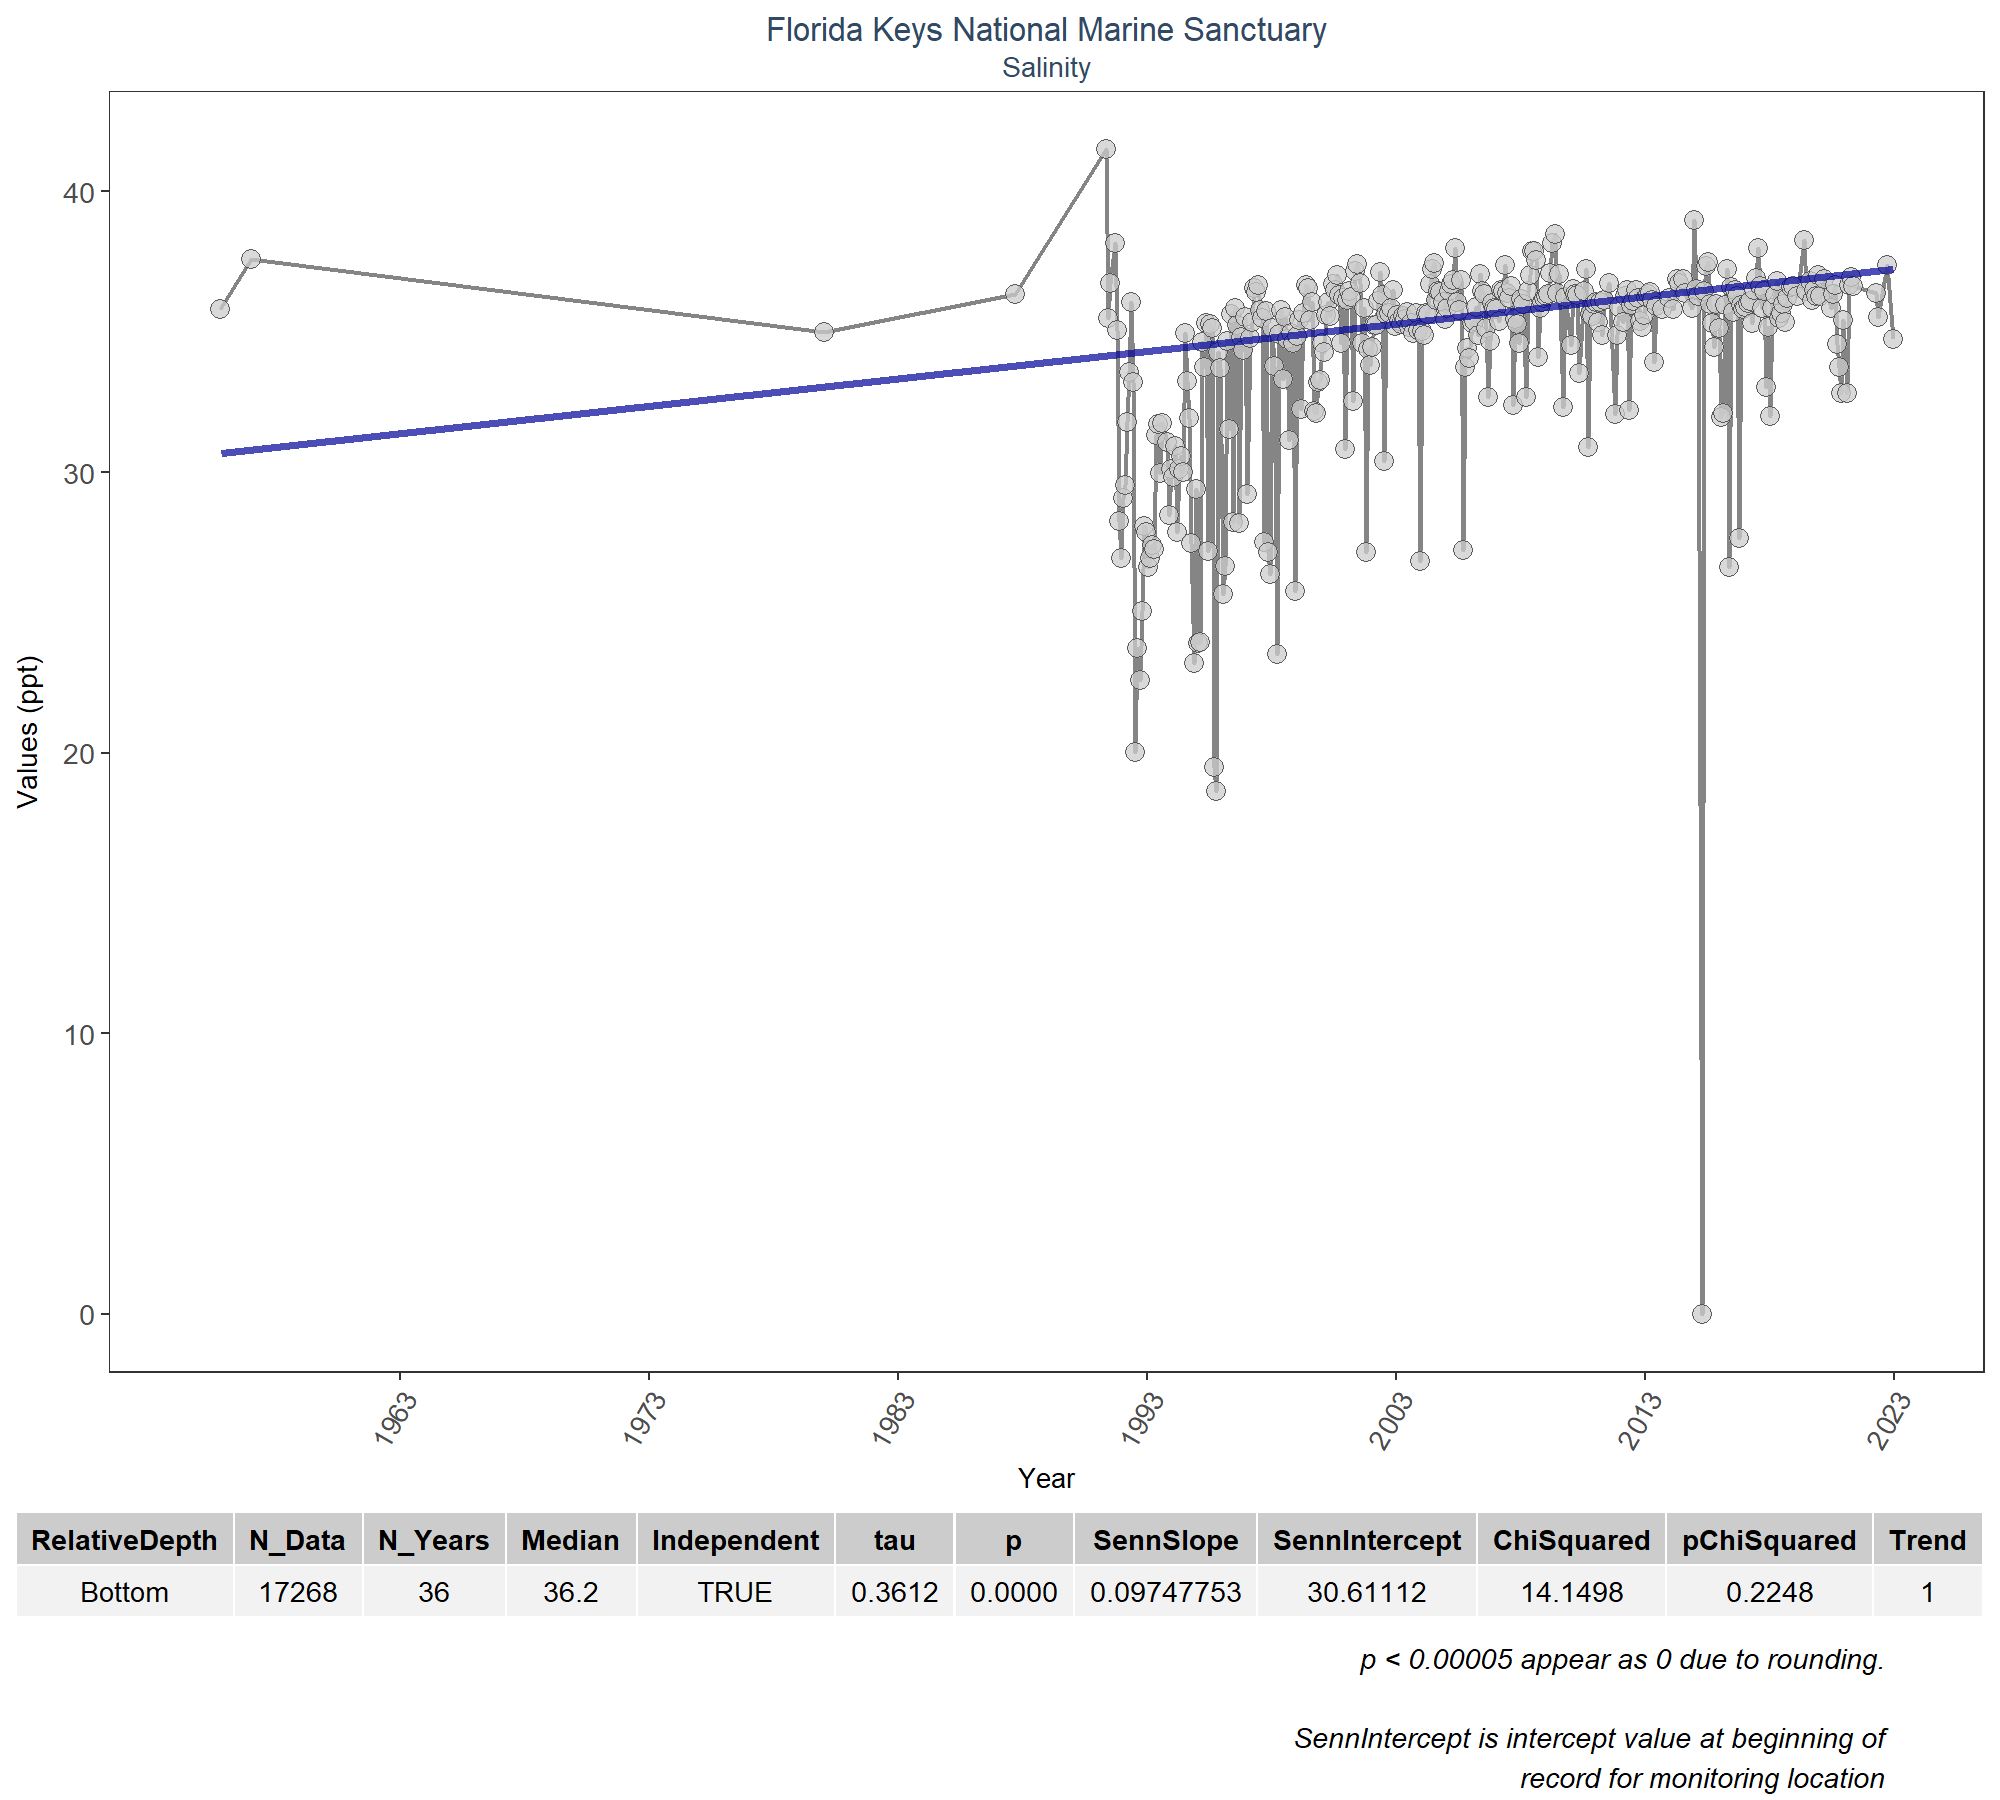 Florida Keys National Marine Sanctuary
Salinity
Values (ppt)
40
30
20
10
0
1963 1973 1983 1993 2003 2013 2023
Year
RelativeDepth N_Data N_Years Median Independent tau p SennSlope SennIntercept ChiSquared pChiSquared Trend
Bottom 17268 36 36.2 TRUE 0.3612 0.0000 0.09747753 30.61112 14.1498 0.2248 1
p < 0.00005 appear as 0 due to rounding.
SennIntercept is intercept value at beginning of
record for monitoring location